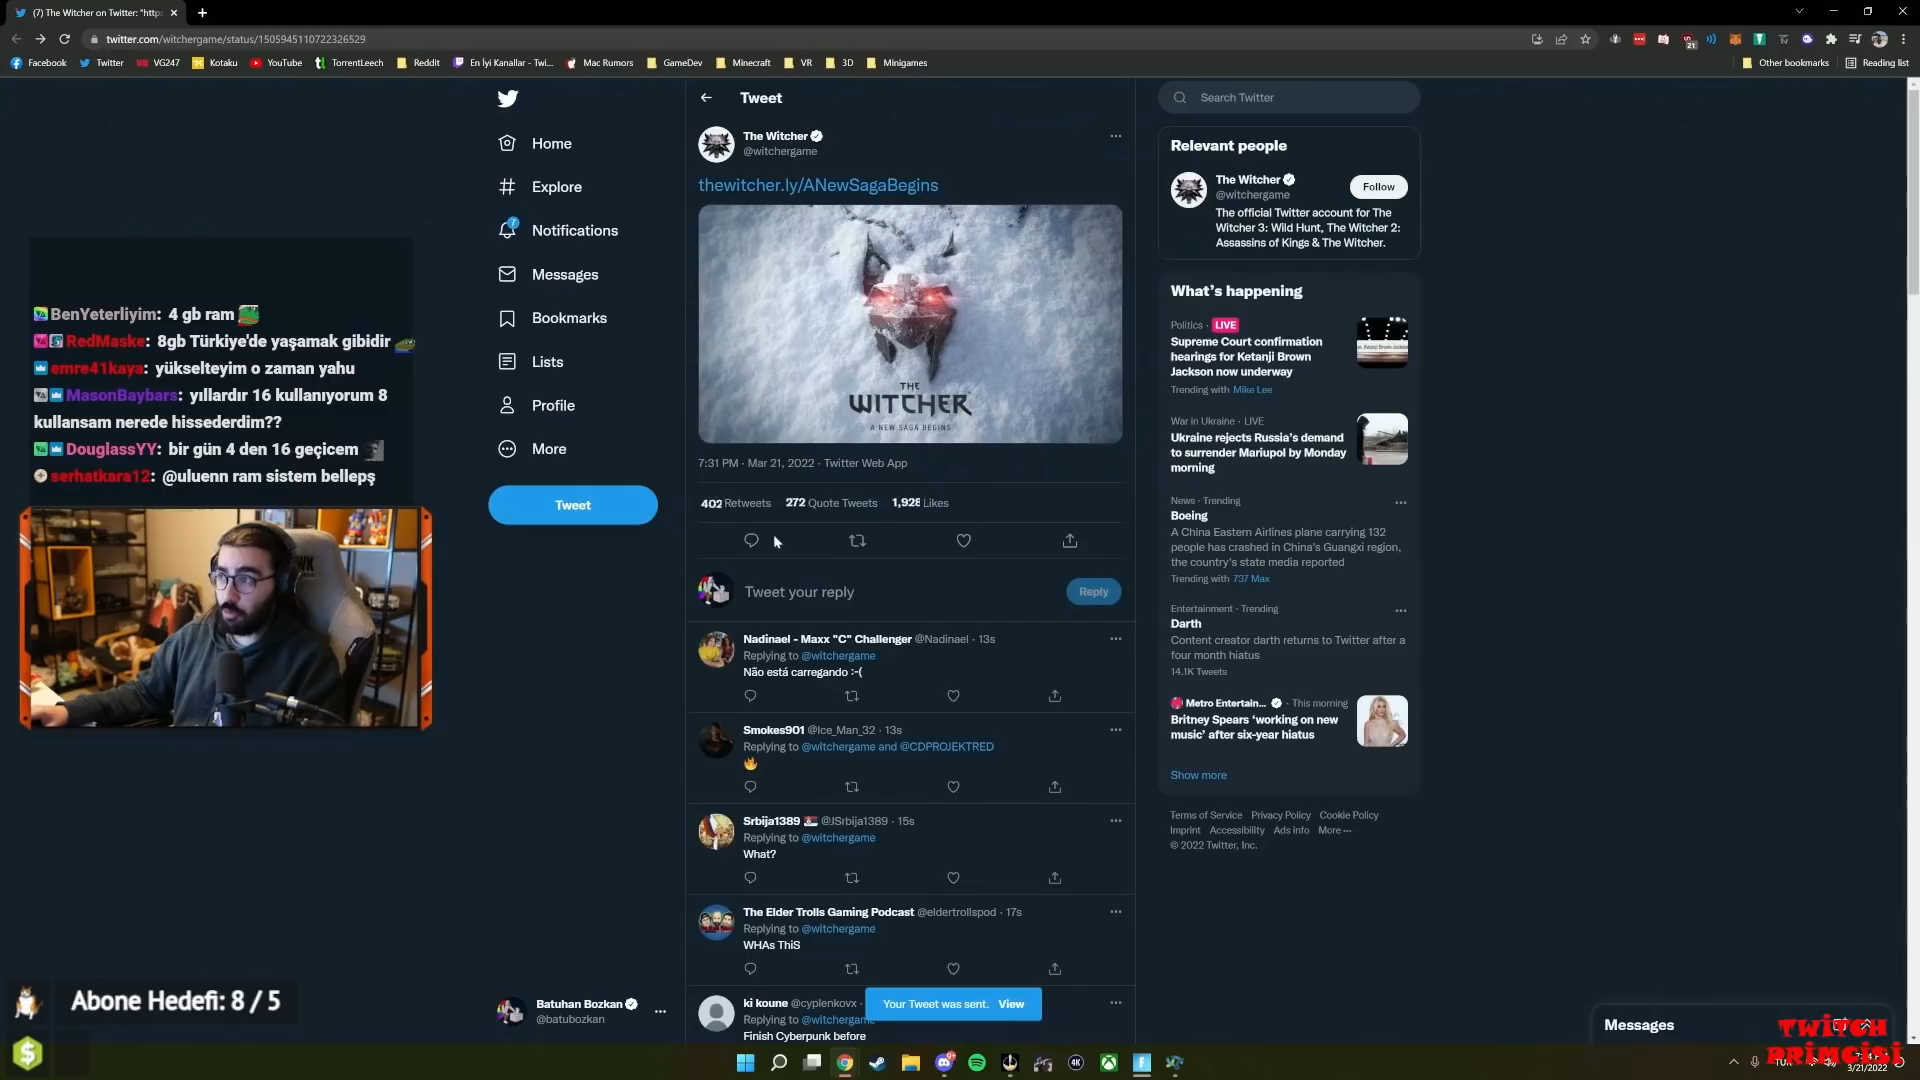 (7) The Witcher on Twitter: "http
twitter.com/witchergame/status/1505945110722326529
Facebook
Twitter
VG247
Kotaku
YouTube
TorrentLeech
Reddit
En İyi Kanallar - Twi...
Mac Rumors
GameDev
Minecraft
VR
3D
Minigames
Other bookmarks
Reading list
21
Home
Explore
7
Notifications
Messages
Bookmarks
Lists
Profile
More
Tweet
Batuhan Bozkan
@batubozkan
BenYeterliyim: 4 gb ram
RedMaske: 8gb Türkiye'de yaşamak gibidir
emre41kaya: yükselteyim o zaman yahu
MasonBaybars: yıllardır 16 kullanıyorum 8
kullansam nerede hissederdim??
DouglassYY: bir gün 4 den 16 geçicem
serhatkara12: @uluenn ram sistem bellepş
Abone Hedefi: 8 / 5
Tweet
The Witcher
@witchergame
thewitcher.ly/ANewSagaBegins
THE
WITCHER
A NEW SAGA BEGINS
7:31 PM · Mar 21, 2022 · Twitter Web App
402 Retweets 272 Quote Tweets 1,928 Likes
Tweet your reply
Reply
Nadinael - Maxx "C" Challenger @Nadinael · 13s
Replying to @witchergame
Não está carregando :-(
Smokes901 @Ice_Man_32 · 13s
Replying to @witchergame and @CDPROJEKTRED
Srbija1389 @JSrbija1389 · 15s
Replying to @witchergame
What?
The Elder Trolls Gaming Podcast @eldertrollspod · 17s
Replying to @witchergame
WHAs ThiS
ki koune @cyplenkovx ·
Replying to @witchergame
Finish Cyberpunk before
Your Tweet was sent. View
Search Twitter
Relevant people
The Witcher
@witchergame
Follow
The official Twitter account for The
Witcher 3: Wild Hunt, The Witcher 2:
Assassins of Kings & The Witcher.
What's happening
Politics · LIVE
Supreme Court confirmation
hearings for Ketanji Brown
Jackson now underway
Trending with Mike Lee
War in Ukraine · LIVE
Ukraine rejects Russia's demand
to surrender Mariupol by Monday
morning
News · Trending
Boeing
A China Eastern Airlines plane carrying 132
people has crashed in China's Guangxi region,
the country's state media reported
Trending with 737 Max
Entertainment · Trending
Darth
Content creator darth returns to Twitter after a
four month hiatus
14.1K Tweets
Metro Entertain... · This morning
Britney Spears 'working on new
music' after six-year hiatus
Show more
Terms of Service Privacy Policy Cookie Policy
Imprint Accessibility Ads info More ···
© 2022 Twitter, Inc.
Messages
TWİTCH
PRİMCİSİ
3/21/2022